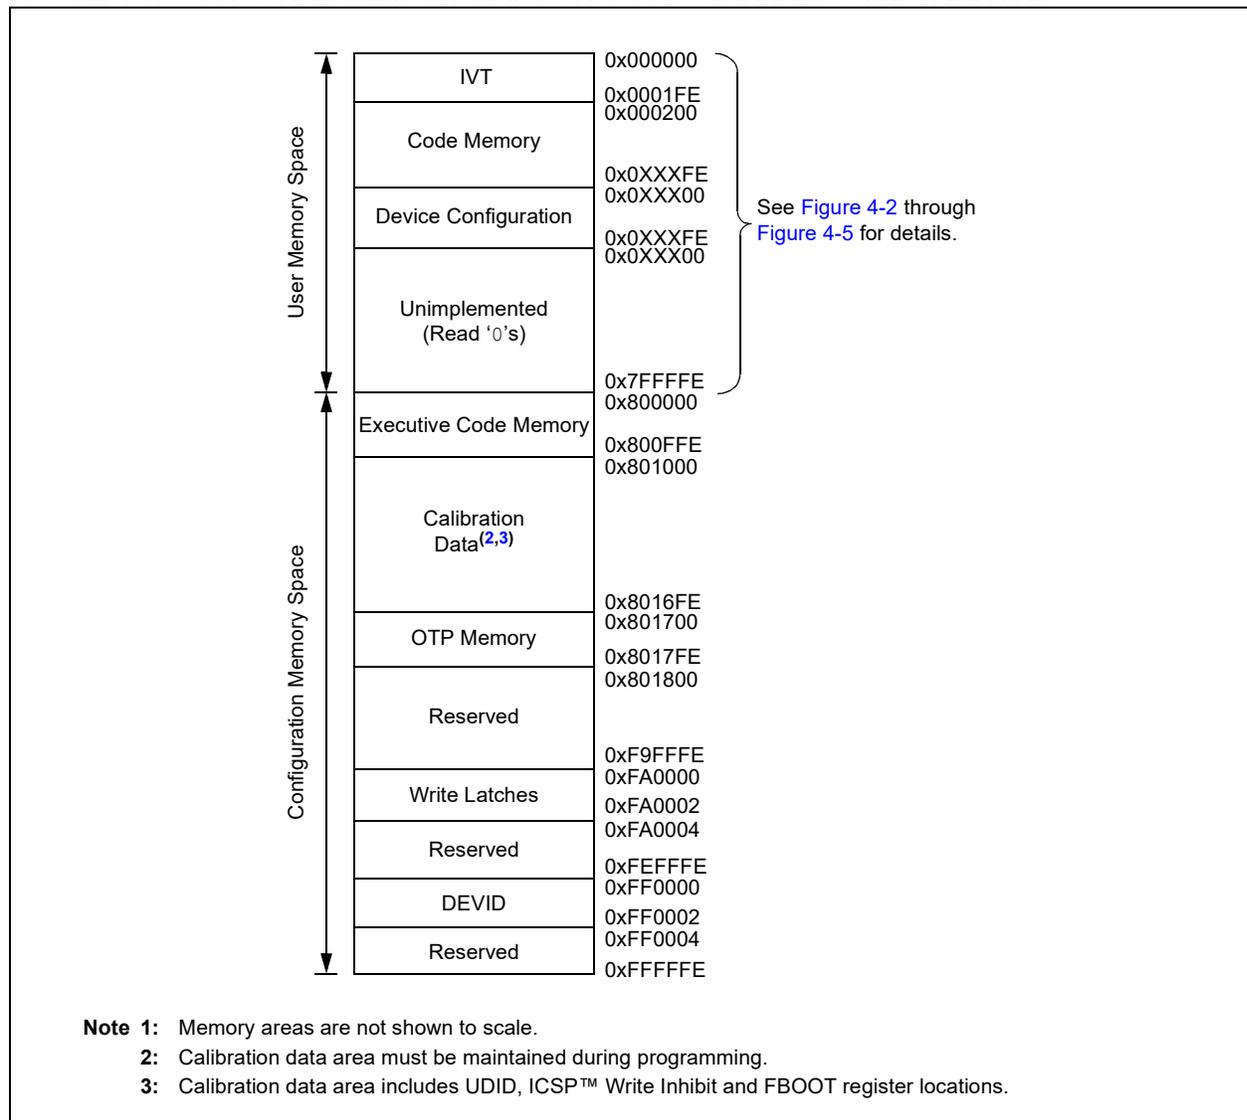 0x000000
IVT
0x0001FE
0x000200
Code Memory
0x0XXXFE
0x0XXX00
User Memory Space
Device Configuration
See Figure 4-2 through
Figure 4-5 for details.
0x0XXXFE
0x0XXX00
Unimplemented
(Read ‘0’s)
0x7FFFFE
0x800000
Executive Code Memory
0x800FFE
0x801000
Calibration
Data(2,3)
0x8016FE
0x801700
OTP Memory
0x8017FE
0x801800
Configuration Memory Space
Reserved
0xF9FFFE
0xFA0000
Write Latches
0xFA0002
0xFA0004
Reserved
0xFEFFFE
0xFF0000
DEVID
0xFF0002
0xFF0004
Reserved
0xFFFFFE
Note 1: Memory areas are not shown to scale.
2: Calibration data area must be maintained during programming.
3: Calibration data area includes UDID, ICSP™ Write Inhibit and FBOOT register locations.